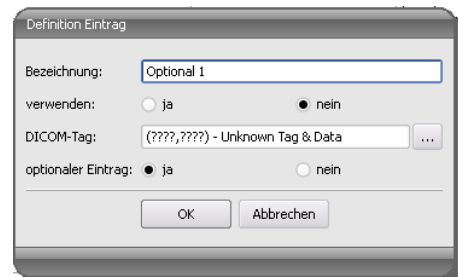 Definition Eintrag
Bezeichnung: Optional 1
verwenden: ja nein
DICOM-Tag: (????,????) - Unknown Tag & Data ...
optionaler Eintrag: ja nein
OK Abbrechen